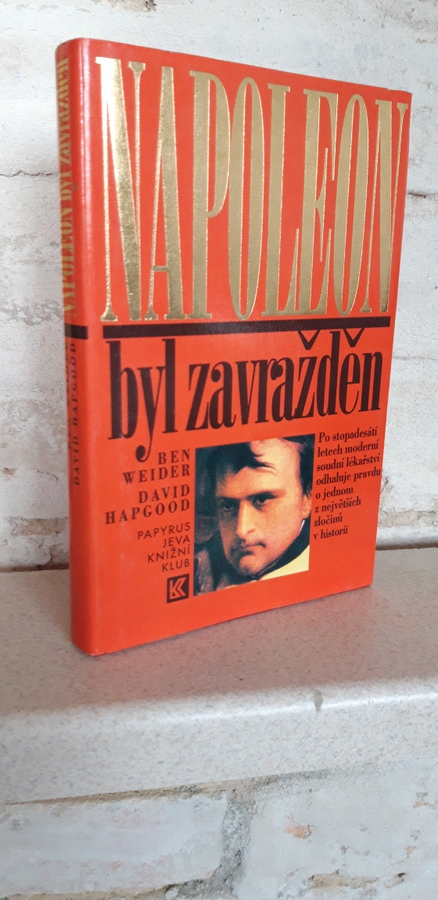 NAPOLEON
byl zavražděn
BEN
WEIDER
DAVID
HAPGOOD
PAPYRUS
JEVA
KNIŽNÍ
KLUB
KK
Po stopadesáti
letech moderní
soudní lékařství
odhaluje pravdu
o jednom
z největších
zločinů
v historii
NAPOLEON BYL ZAVRAŽDĚN
DAVID HAPGOOD